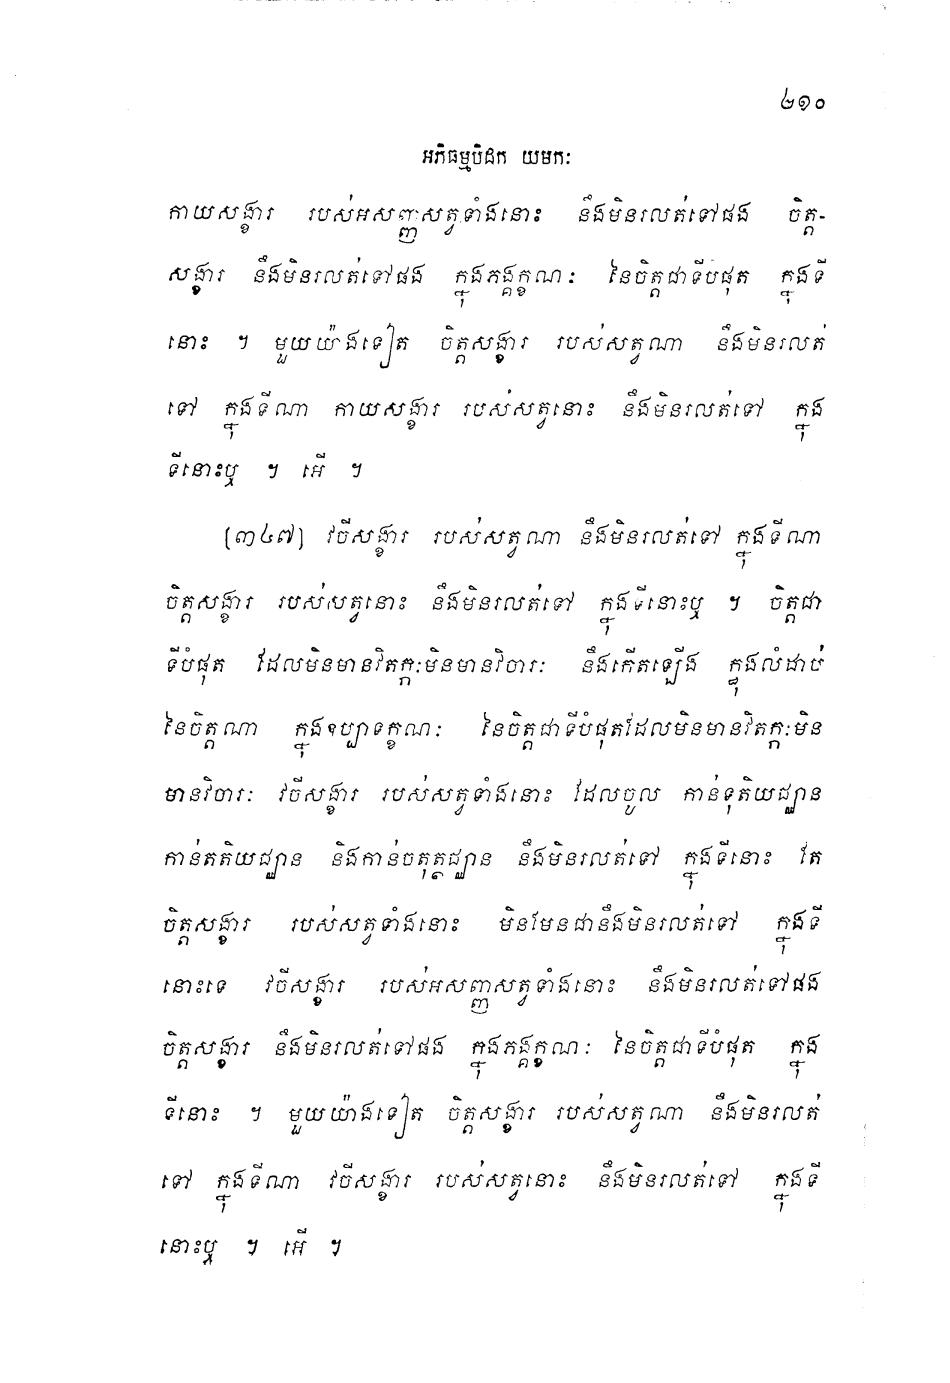 ២១០
អភិធម្មបិដក យមកៈ
កាយសង្ខារ របស់អសញ្ញសត្វទាំងនោះ នឹងមិនរលត់ទៅផង ចិត្ត-
សង្ខារ នឹងមិនរលត់ទៅផង ក្នុងភង្គក្ខណៈ នៃចិត្តជាទីបំផុត ក្នុងទី
នោះ ។ មួយយ៉ាងទៀត ចិត្តសង្ខារ របស់សត្វណា នឹងមិនរលត់
ទៅ ក្នុងទីណា កាយសង្ខារ របស់សត្វនោះ នឹងមិនរលត់ទៅ ក្នុង
ទីនោះឬ ។ អើ ។
(៣៤៧) វចីសង្ខារ របស់សត្វណា នឹងមិនរលត់ទៅ ក្នុងទីណា
ចិត្តសង្ខារ របស់សត្វនោះ នឹងមិនរលត់ទៅ ក្នុងទីនោះឬ ។ ចិត្តជា
ទីបំផុត ដែលមិនមានវិតក្កៈមិនមានវិចារៈ នឹងកើតឡើង ក្នុងលំដាប់
នៃចិត្តណា ក្នុងឧប្បាទក្ខណៈ នៃចិត្តជាទីបំផុតដែលមិនមានវិតក្កៈមិន
មានវិចារៈ វចីសង្ខារ របស់សត្វទាំងនោះ ដែលចូល កាន់ទុតិយជ្ឈាន
កាន់តតិយជ្ឈាន និងកាន់ចតុត្ថជ្ឈាន នឹងមិនរលត់ទៅ ក្នុងទីនោះ តែ
ចិត្តសង្ខារ របស់សត្វទាំងនោះ មិនមែនជានឹងមិនរលត់ទៅ ក្នុងទី
នោះទេ វចីសង្ខារ របស់អសញ្ញសត្វទាំងនោះ នឹងមិនរលត់ទៅផង
ចិត្តសង្ខារ នឹងមិនរលត់ទៅផង ក្នុងភង្គក្ខណៈ នៃចិត្តជាទីបំផុត ក្នុង
ទីនោះ ។ មួយយ៉ាងទៀត ចិត្តសង្ខារ របស់សត្វណា នឹងមិនរលត់
ទៅ ក្នុងទីណា វចីសង្ខារ របស់សត្វនោះ នឹងមិនរលត់ទៅ ក្នុងទី
នោះឬ ។ អើ ។